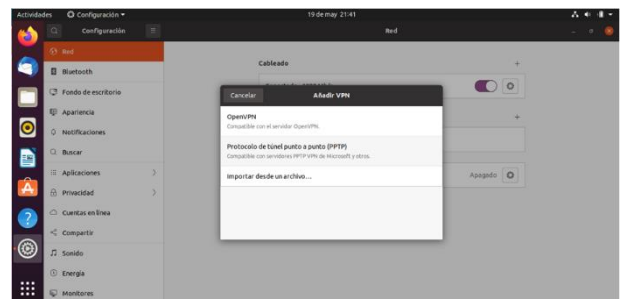 Actividades Configuración 19 de may 21:41
Configuración Red
Red
Bluetooth
Fondo de escritorio
Apariencia
Notificaciones
Buscar
Aplicaciones
Privacidad
Cuentas en línea
Compartir
Sonido
Energía
Monitores
Cableado
Cancelar Añadir VPN
OpenVPN
Compatible con el servidor OpenVPN.
Protocolo de túnel punto a punto (PPTP)
Compatible con servidores PPTP VPN de Microsoft y otros.
Importar desde un archivo…
Apagado